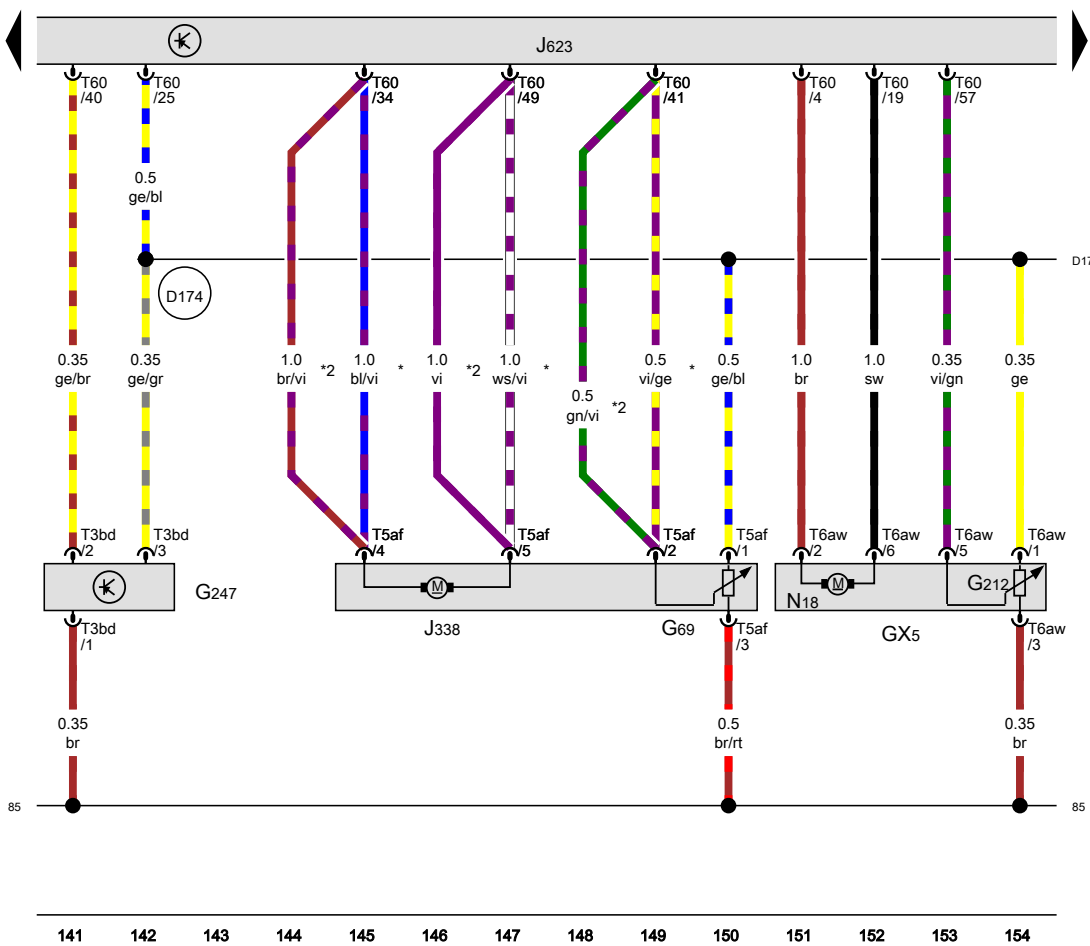 J623
T60
/40
T60
/25
T60
/34
T60
/49
T60
/41
T60
/4
T60
/19
T60
/57
0.5
ge/bl
D174
0.35
ge/br
0.35
ge/gr
1.0
br/vi
*2
1.0
bl/vi
*
1.0
vi
*2
1.0
ws/vi
*
0.5
gn/vi
*2
0.5
vi/ge
*
0.5
ge/bl
1.0
br
1.0
sw
0.35
vi/gn
0.35
ge
T3bd
/2
T3bd
/3
T5af
/4
T5af
/5
T5af
/2
T5af
/1
T6aw
/2
T6aw
/6
T6aw
/5
T6aw
/1
G247
M
M
N18
G212
T3bd
/1
J338
G69
T5af
/3
GX5
T6aw
/3
0.35
br
0.5
br/rt
0.35
br
85
85
141 142 143 144 145 146 147 148 149 150 151 152 153 154